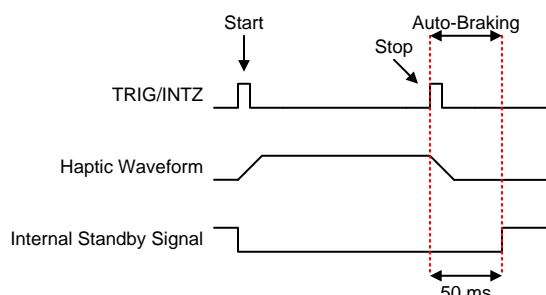 Start
Auto-Braking
Stop
TRIG/INTZ
Haptic Waveform
Internal Standby Signal
50 ms